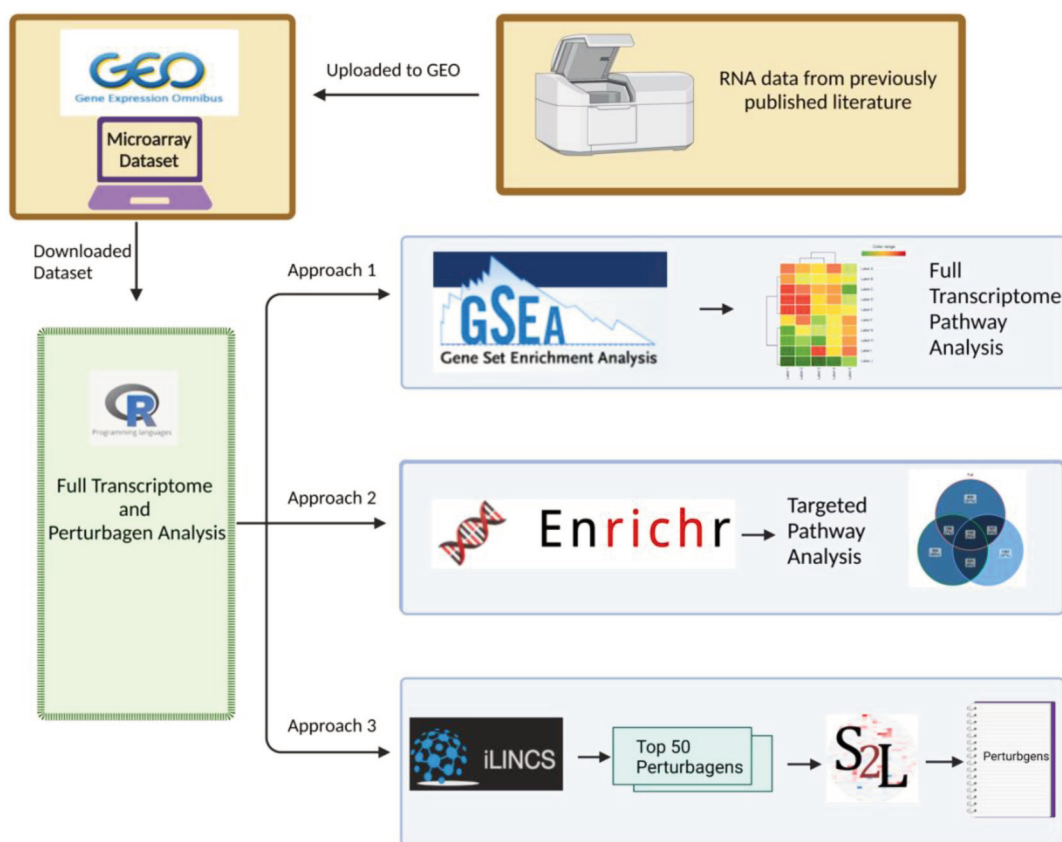 GEO
Gene Expression Omnibus
Microarray
Dataset
Uploaded to GEO
RNA data from previously
published literature
Downloaded
Dataset
R
Programming languages
Full Transcriptome
and
Perturbagen Analysis
Approach 1
GSEA
Gene Set Enrichment Analysis
Color range
Full
Transcriptome
Pathway
Analysis
Approach 2
Enrichr
Targeted
Pathway
Analysis
Approach 3
iLINCS
Top 50
Perturbagens
S2L
Perturbgens